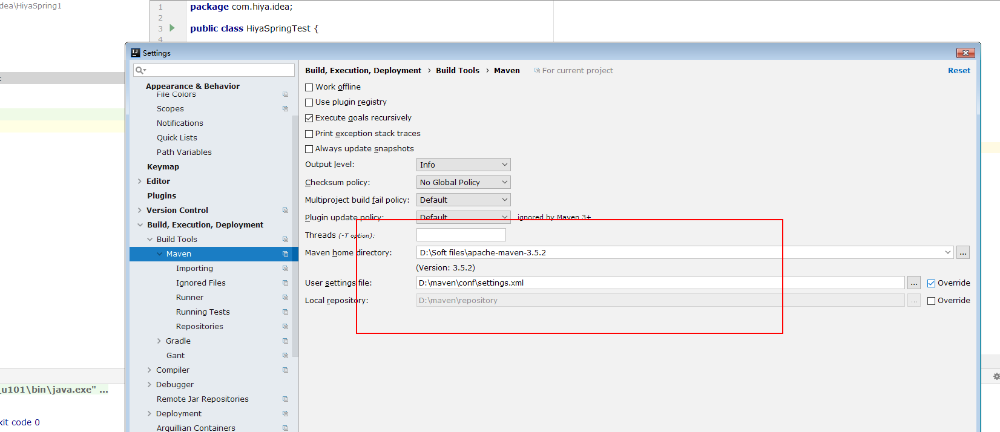 dea\HiyaSpring1
1 package com.hiya.idea;
2
3 public class HiyaSpringTest {
4
Settings
Appearance & Behavior
File Colors
Scopes
Notifications
Quick Lists
Path Variables
Keymap
Editor
Plugins
Version Control
Build, Execution, Deployment
Build Tools
Maven
Importing
Ignored Files
Runner
Running Tests
Repositories
Gradle
Gant
Compiler
Debugger
Remote Jar Repositories
Deployment
Arquillian Containers
Build, Execution, Deployment › Build Tools › Maven For current project Reset
Work offline
Use plugin registry
Execute goals recursively
Print exception stack traces
Always update snapshots
Output level: Info
Checksum policy: No Global Policy
Multiproject build fail policy: Default
Plugin update policy: Default ignored by Maven 3+
Threads (-T option):
Maven home directory: D:\Soft files\apache-maven-3.5.2 ...
(Version: 3.5.2)
User settings file: D:\maven\conf\settings.xml ... Override
Local repository: D:\maven\repository ... Override
_u101\bin\java.exe" ...
xit code 0